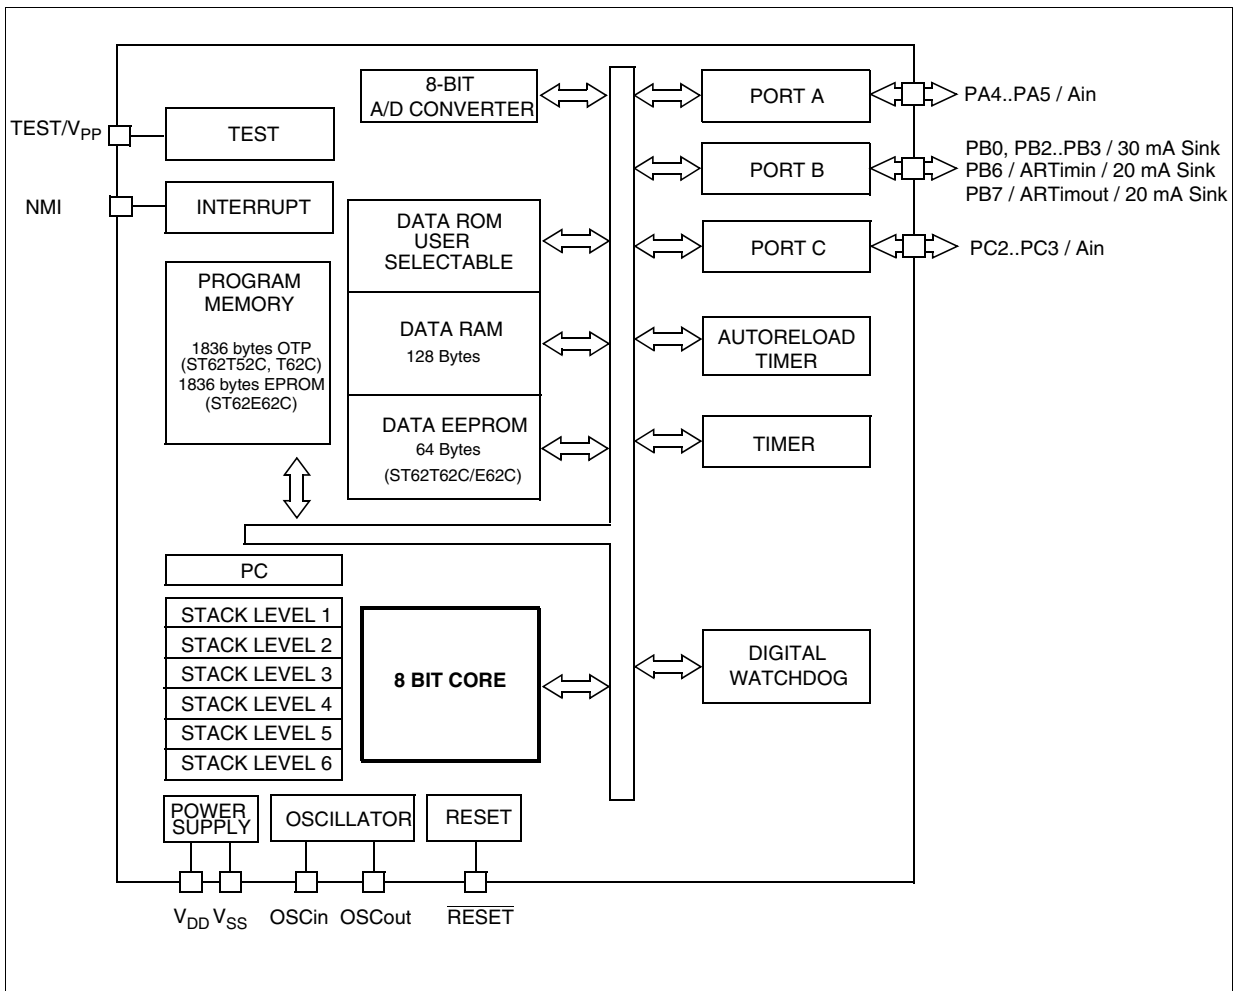 8-BIT
A/D CONVERTER
PORT A
PA4..PA5 / Ain
TEST/VPP
TEST
PORT B
PB0, PB2..PB3 / 30 mA Sink
PB6 / ARTimin / 20 mA Sink
PB7 / ARTimout / 20 mA Sink
NMI
INTERRUPT
DATA ROM
USER
SELECTABLE
PORT C
PC2..PC3 / Ain
PROGRAM
MEMORY
1836 bytes OTP
(ST62T52C, T62C)
1836 bytes EPROM
(ST62E62C)
DATA RAM
128 Bytes
AUTORELOAD
TIMER
DATA EEPROM
64 Bytes
(ST62T62C/E62C)
TIMER
PC
STACK LEVEL 1
STACK LEVEL 2
STACK LEVEL 3
STACK LEVEL 4
STACK LEVEL 5
STACK LEVEL 6
8 BIT CORE
DIGITAL
WATCHDOG
POWER
SUPPLY
OSCILLATOR
RESET
VDD
VSS
OSCin
OSCout
RESET